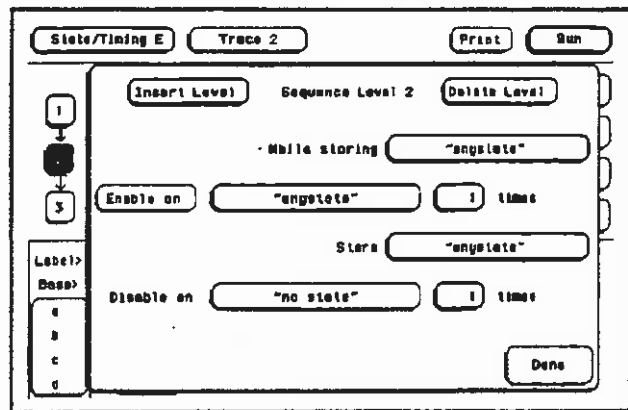 State/Timing E Trace 2 Print Run
Insert Level Sequence Level 2 Delete Level
1
While storing "anystate"
3
Enable on "anystate" 1 times
Store "anystate"
Label>
Base>
Disable on "no state" 1 times
a
b
c
d
Done